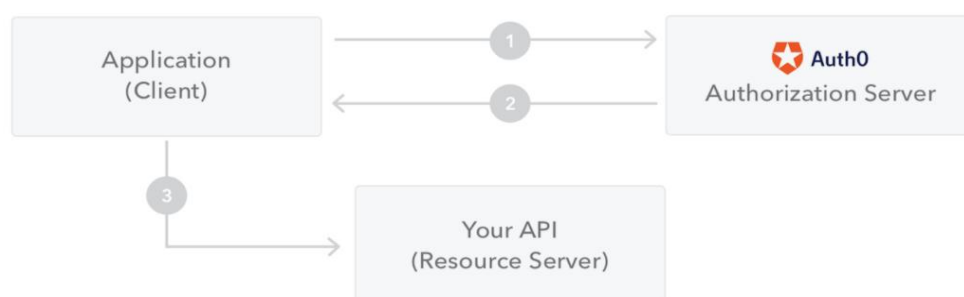 Application
(Client)
1
2
Auth0
Authorization Server
3
Your API
(Resource Server)